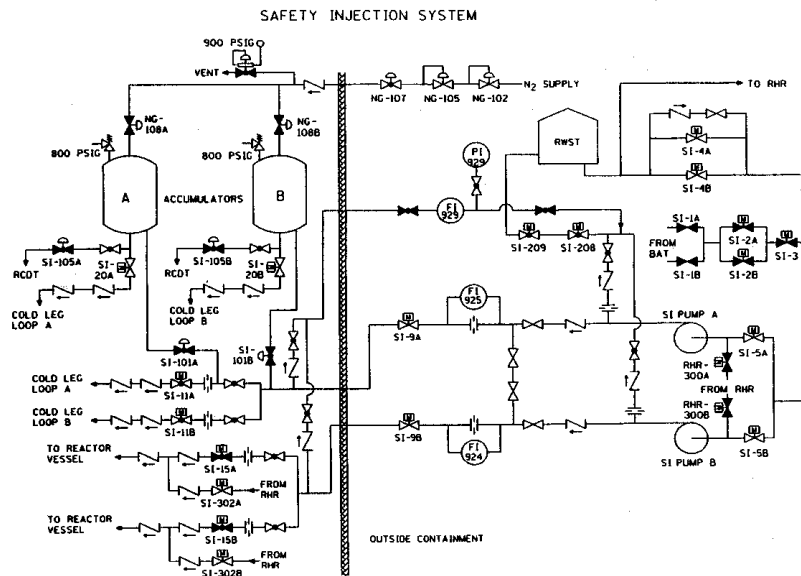 SAFETY INJECTION SYSTEM
900 PSIG
VENT
NG-107
NG-105
NG-102
N2 SUPPLY
TO RHR
NG-
108A
NG-
108B
800 PSIG
800 PSIG
A
ACCUMULATORS
B
PI
929
FI
929
RWST
M
SI-4A
M
SI-4B
SI-209
SI-208
SI-1A
FROM
BAT
SI-1B
SI-2A
SI-2B
SI-3
SI-105A
RCDT
SI-
20A
SI-105B
RCDT
SI-
20B
COLD LEG
LOOP A
COLD LEG
LOOP B
FI
925
SI-9A
SI PUMP A
SI-5A
RHR-
300A
FROM RHR
RHR-
300B
SI-101A
SI-
101B
COLD LEG
LOOP A
SI-11A
COLD LEG
LOOP B
SI-11B
SI-9B
FI
924
SI PUMP B
SI-5B
TO REACTOR
VESSEL
SI-15A
SI-302A
FROM
RHR
TO REACTOR
VESSEL
SI-15B
SI-302B
FROM
RHR
OUTSIDE CONTAINMENT